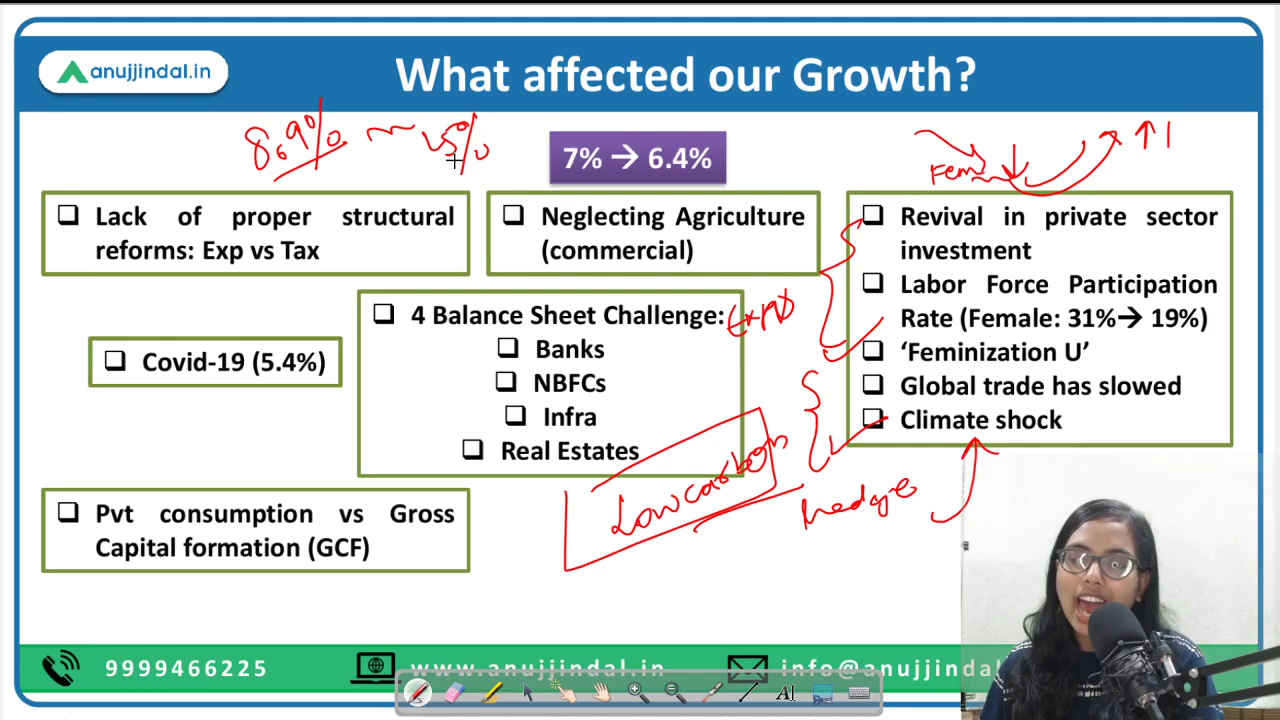 anujjindal.in
What affected our Growth?
8.9% ~ 5%
7% → 6.4%
Fem
↑
❑ Lack of proper structural
reforms: Exp vs Tax
❑ Neglecting Agriculture
(commercial)
❑ Revival in private sector
investment
❑ Labor Force Participation
Rate (Female: 31%→ 19%)
❑ ‘Feminization U’
❑ Global trade has slowed
❑ Climate shock
❑ 4 Balance Sheet Challenge:
❑ Banks
❑ NBFCs
❑ Infra
❑ Real Estates
❑ Covid-19 (5.4%)
Low carbon
hedge
❑ Pvt consumption vs Gross
Capital formation (GCF)
9999466225
www.anujjindal.in
info@anujjindal
AI